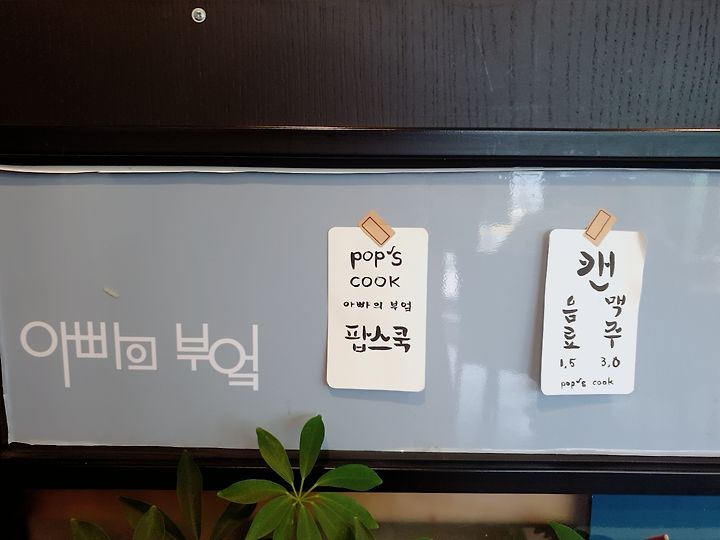 아빠의 부엌
pop's
cook
아빠의 부엌
팝스쿡
캔
음료 맥주
1,5 3,0
pop's cook